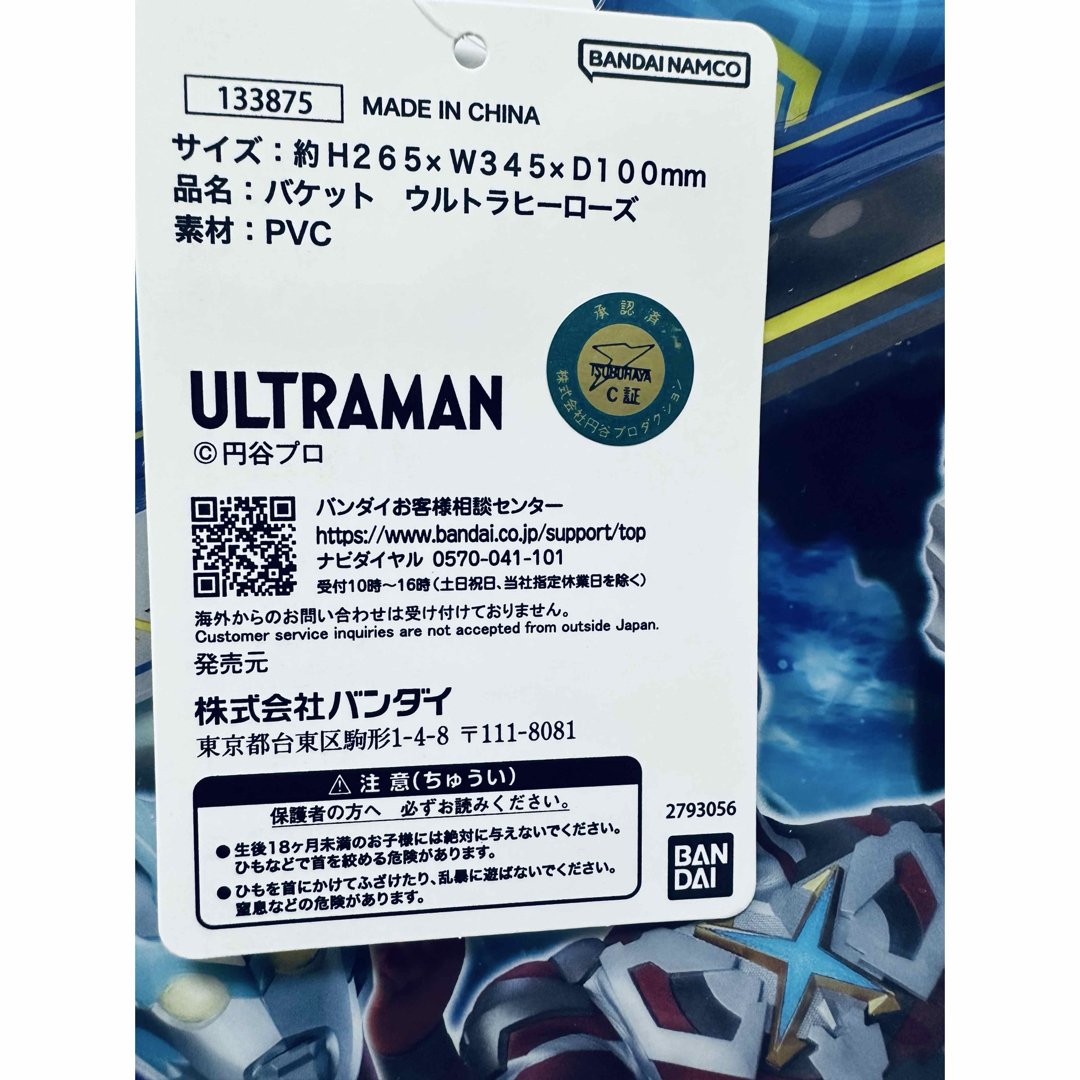 BANDAI NAMCO
133875 MADE IN CHINA
サイズ：約H265×W345×D100mm
品名：バケット　ウルトラヒーローズ
素材：PVC
承認済
TSUBURAYA
C証
株式会社円谷プロダクション
ULTRAMAN
©円谷プロ
バンダイお客様相談センター
https://www.bandai.co.jp/support/top
ナビダイヤル 0570-041-101
受付10時～16時（土日祝日、当社指定休業日を除く）
海外からのお問い合わせは受け付けておりません。
Customer service inquiries are not accepted from outside Japan.
発売元
株式会社バンダイ
東京都台東区駒形1-4-8 〒111-8081
⚠ 注意（ちゅうい）
保護者の方へ　必ずお読みください。
●生後18ヶ月未満のお子様には絶対に与えないでください。
ひもなどで首を絞める危険があります。
●ひもを首にかけてふざけたり、乱暴に遊ばないでください。
窒息などの危険があります。
2793056
BAN
DAI